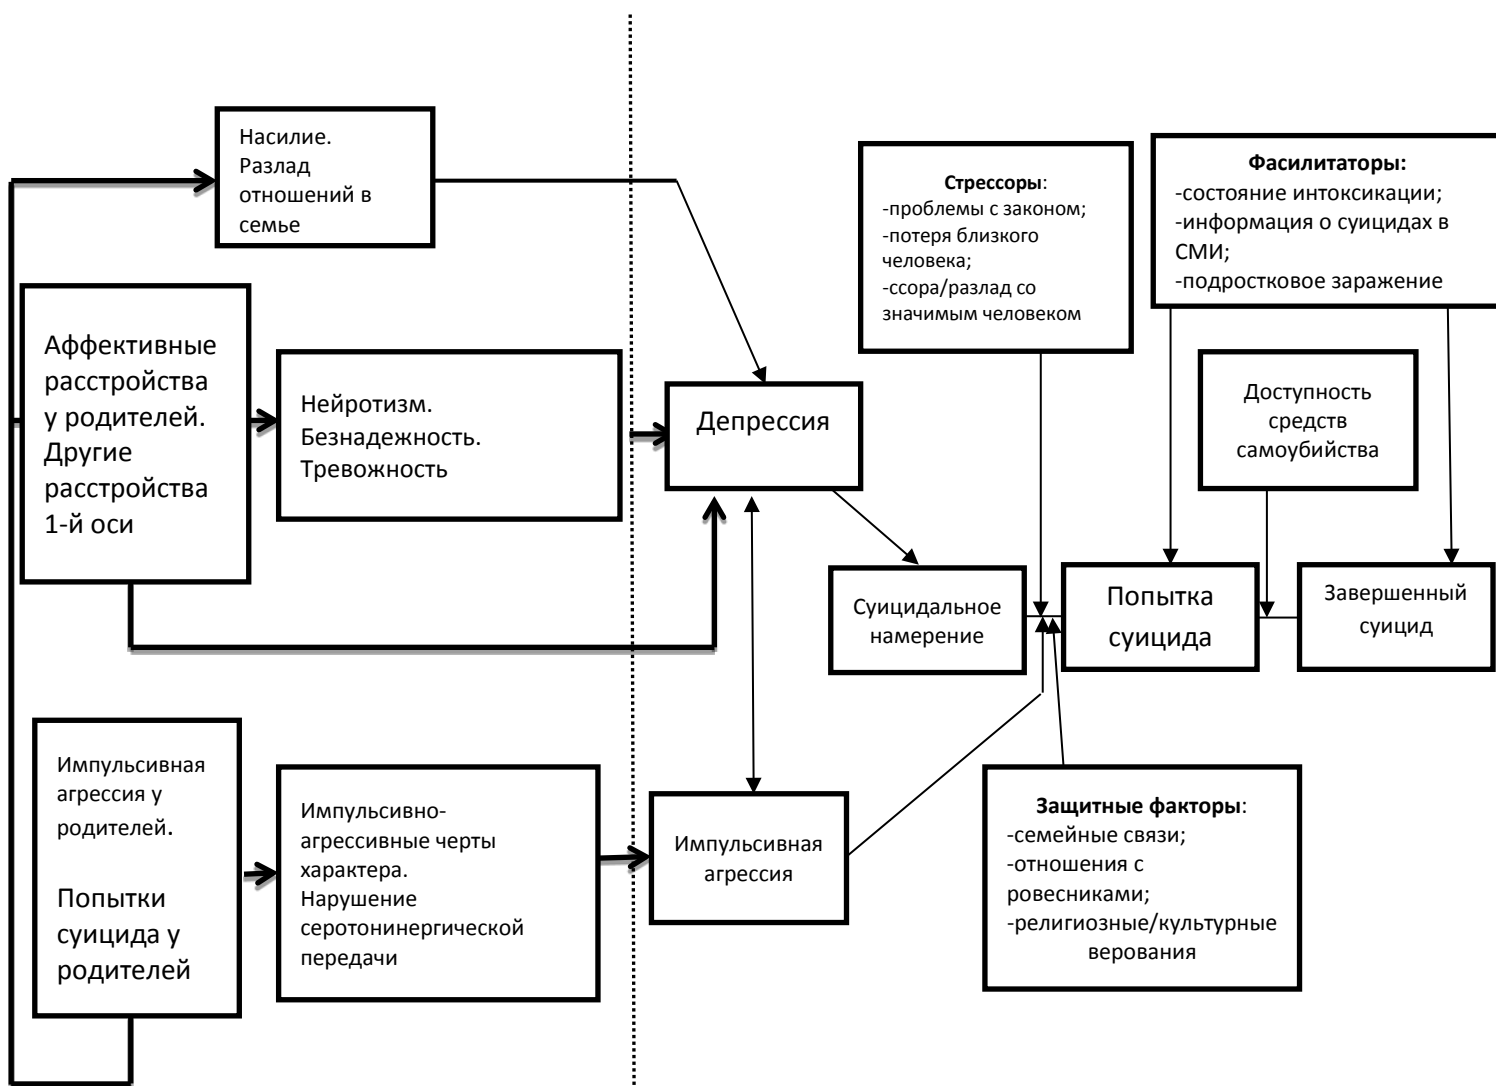 Насилие.
Разлад
отношений в
семье
Аффективные
расстройства
у родителей.
Другие
расстройства
1-й оси
Нейротизм.
Безнадежность.
Тревожность
Депрессия
Стрессоры:
-проблемы с законом;
-потеря близкого
человека;
-ссора/разлад со
значимым человеком
Фасилитаторы:
-состояние интоксикации;
-информация о суицидах в
СМИ;
-подростковое заражение
Доступность
средств
самоубийства
Суицидальное
намерение
Попытка
суицида
Завершенный
суицид
Импульсивная
агрессия у
родителей.
Попытки
суицида у
родителей
Импульсивно-
агрессивные черты
характера.
Нарушение
серотонинергической
передачи
Импульсивная
агрессия
Защитные факторы:
-семейные связи;
-отношения с
ровесниками;
-религиозные/культурные
верования